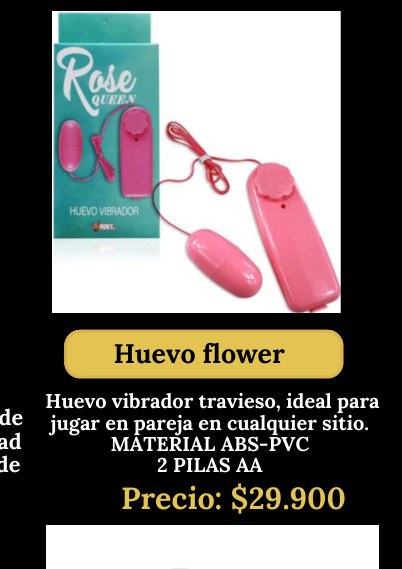 Rose
QUEEN
HUEVO VIBRADOR
Huevo flower
Huevo vibrador travieso, ideal para
jugar en pareja en cualquier sitio.
MATERIAL ABS-PVC
2 PILAS AA
Precio: $29.900
de
ad
de